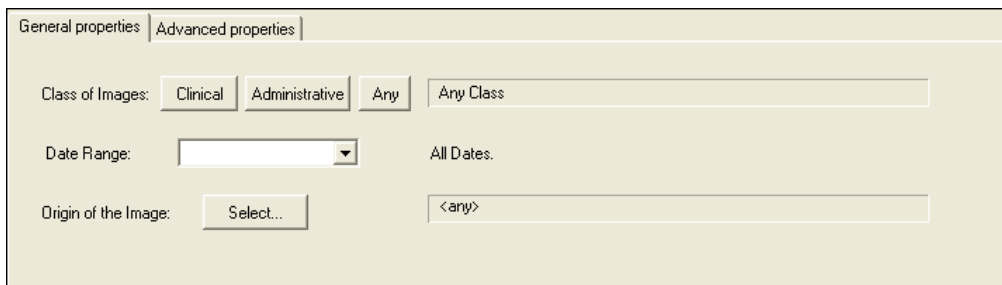 General properties Advanced properties
Class of Images: Clinical Administrative Any Any Class
Date Range: All Dates.
Origin of the Image: Select... <any>